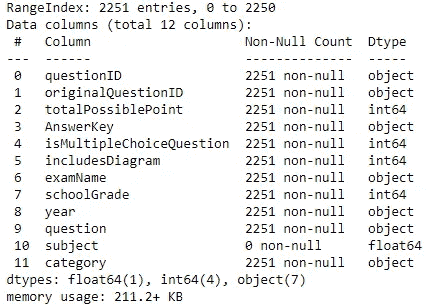 RangeIndex: 2251 entries, 0 to 2250
Data columns (total 12 columns):
 #   Column                   Non-Null Count  Dtype
---  ------                   --------------  -----
 0   questionID               2251 non-null   object
 1   originalQuestionID       2251 non-null   object
 2   totalPossiblePoint       2251 non-null   int64
 3   AnswerKey                2251 non-null   object
 4   isMultipleChoiceQuestion 2251 non-null   int64
 5   includesDiagram          2251 non-null   int64
 6   examName                 2251 non-null   object
 7   schoolGrade              2251 non-null   int64
 8   year                     2251 non-null   object
 9   question                 2251 non-null   object
 10  subject                  0 non-null      float64
 11  category                 2251 non-null   object
dtypes: float64(1), int64(4), object(7)
memory usage: 211.2+ KB